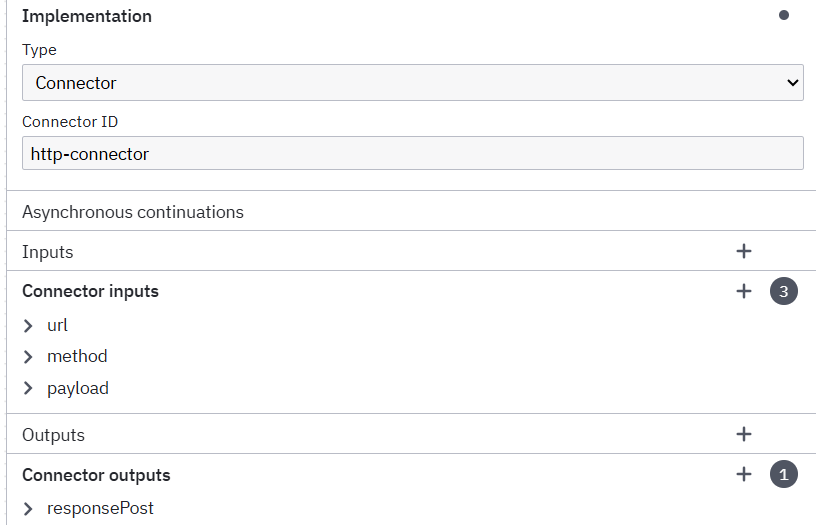 Implementation
Type
Connector
Connector ID
http-connector
Asynchronous continuations
Inputs
Connector inputs 3
url
method
payload
Outputs
Connector outputs 1
responsePost